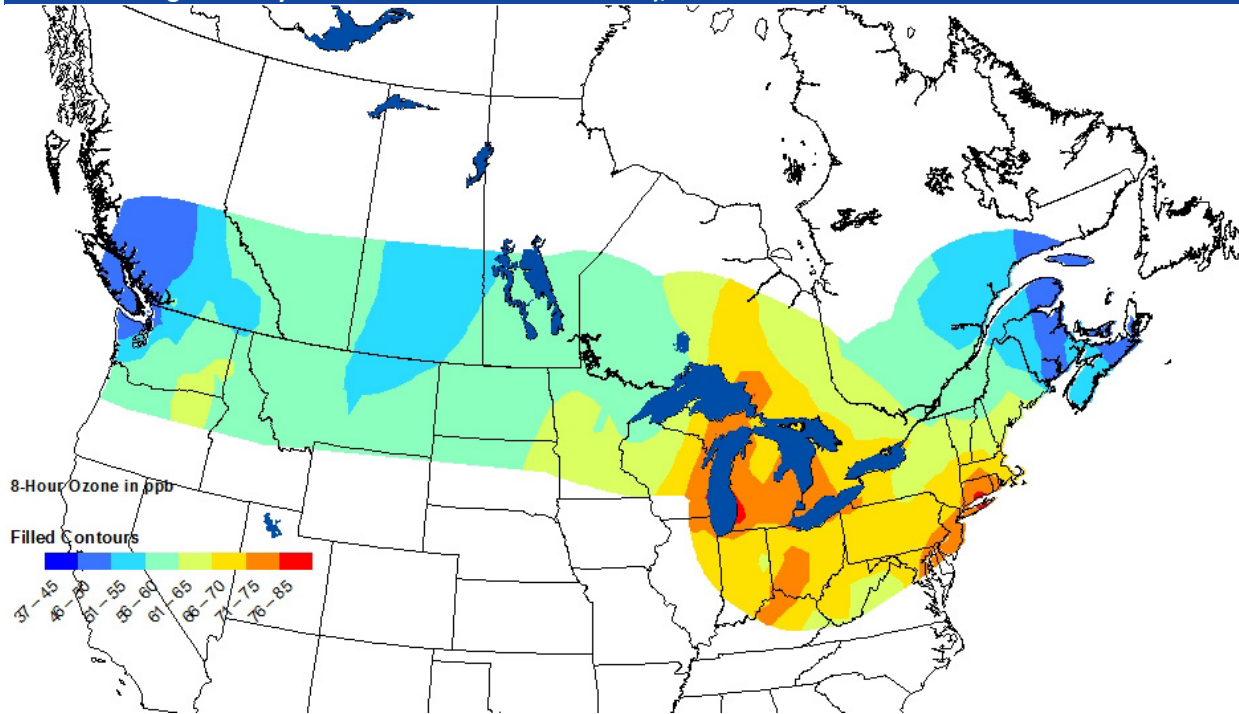 8-Hour Ozone in ppb
Filled Contours
37 – 45
46 – 50
51 – 55
56 – 60
61 – 65
66 – 70
71 – 75
76 – 85